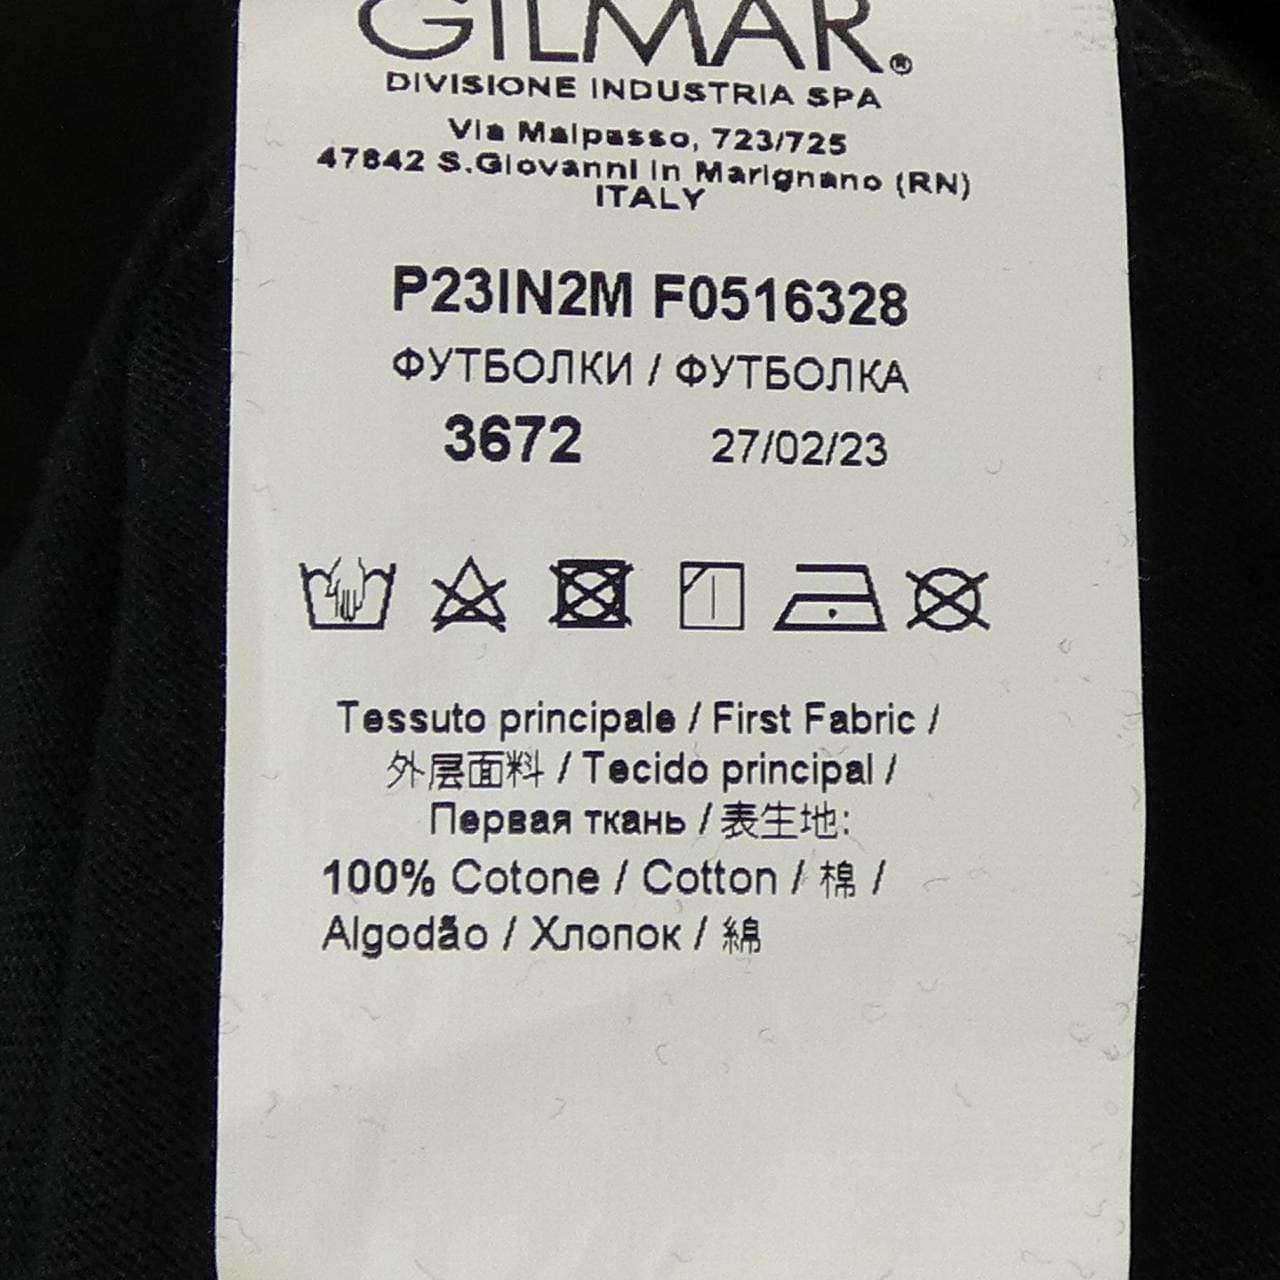 GILMAR®
DIVISIONE INDUSTRIA SPA
Via Malpasso, 723/725
47842 S.Giovanni in Marignano (RN)
ITALY
P23IN2M F0516328
ФУТБОЛКИ / ФУТБОЛКА
3672 27/02/23
Tessuto principale / First Fabric /
外层面料 / Tecido principal /
Первая ткань / 表生地:
100% Cotone / Cotton / 棉 /
Algodão / Хлопок / 綿